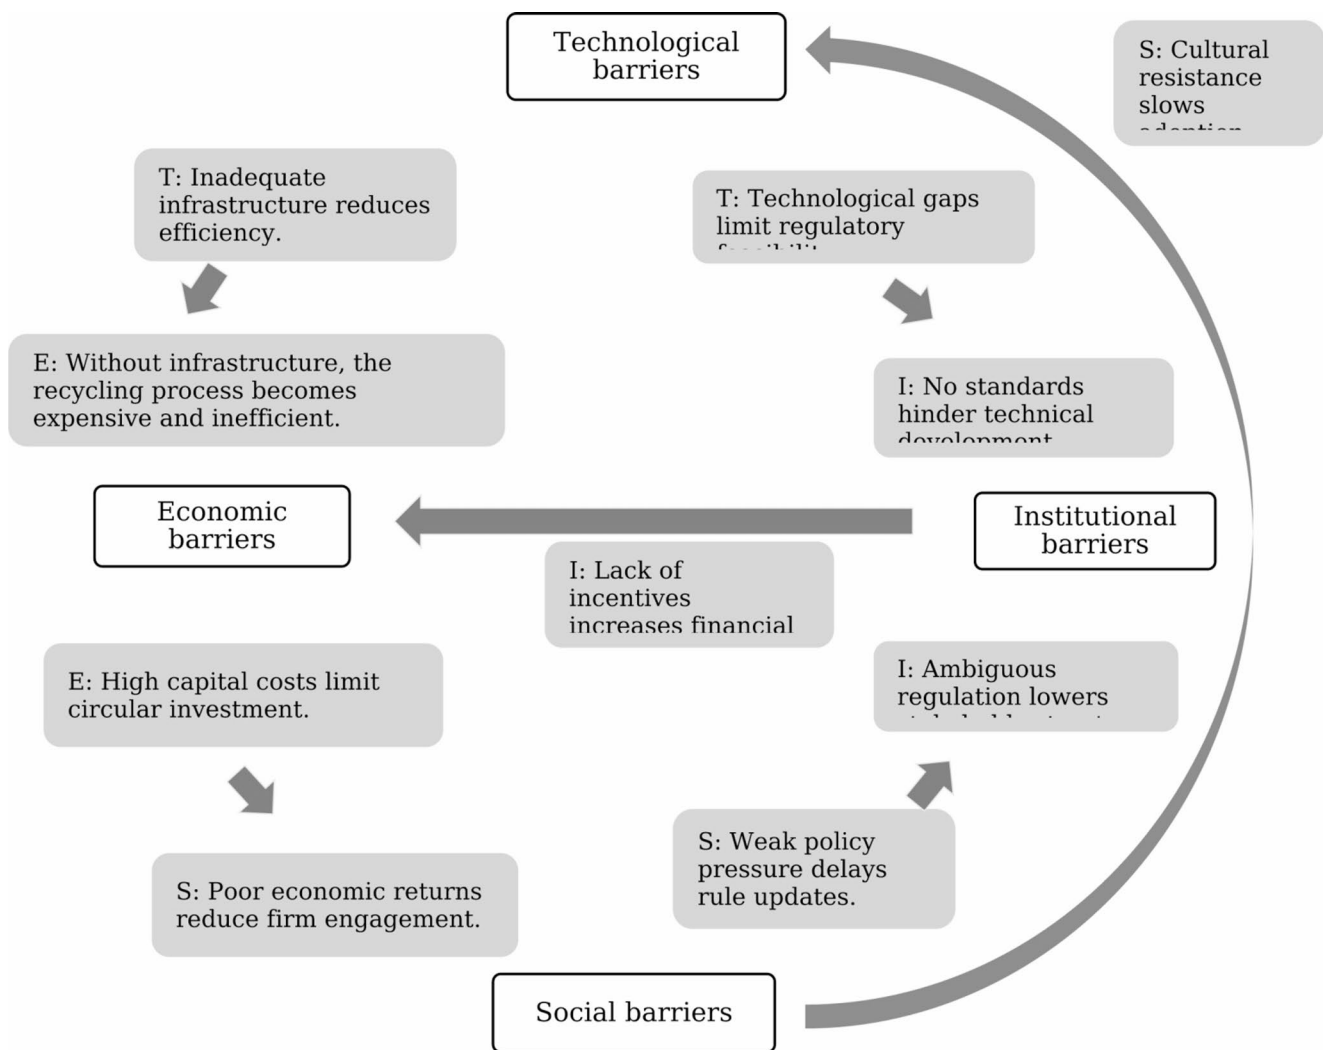 Technological
barriers
S: Cultural
resistance
slows
adoption
T: Inadequate
infrastructure reduces
efficiency.
T: Technological gaps
limit regulatory
E: Without infrastructure, the
recycling process becomes
expensive and inefficient.
I: No standards
hinder technical
development
Economic
barriers
Institutional
barriers
I: Lack of
incentives
increases financial
E: High capital costs limit
circular investment.
I: Ambiguous
regulation lowers
S: Weak policy
pressure delays
rule updates.
S: Poor economic returns
reduce firm engagement.
Social barriers